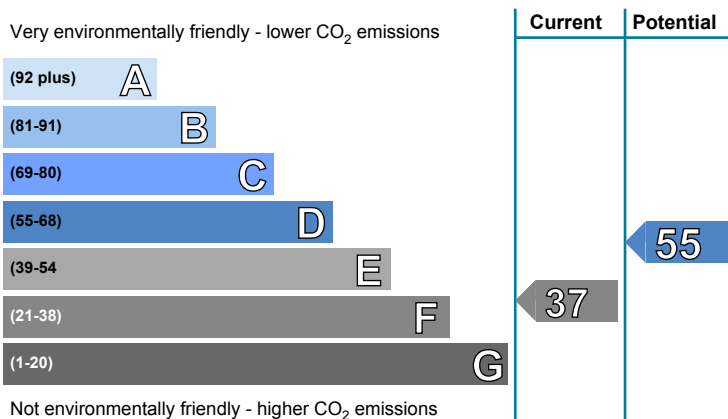 Current Potential
Very environmentally friendly - lower CO2 emissions
(92 plus) A
(81-91) B
(69-80) C
(55-68) D
55
(39-54 E
(21-38) F
37
(1-20) G
Not environmentally friendly - higher CO2 emissions